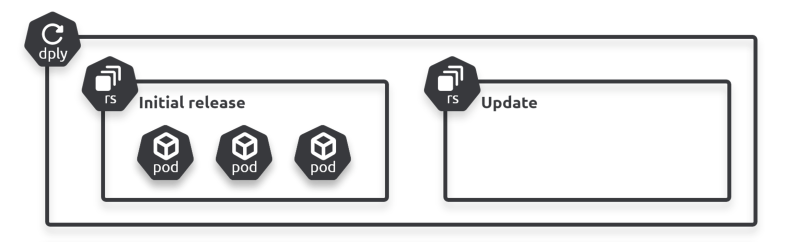 dply
rs
Initial release
pod
pod
pod
rs
Update